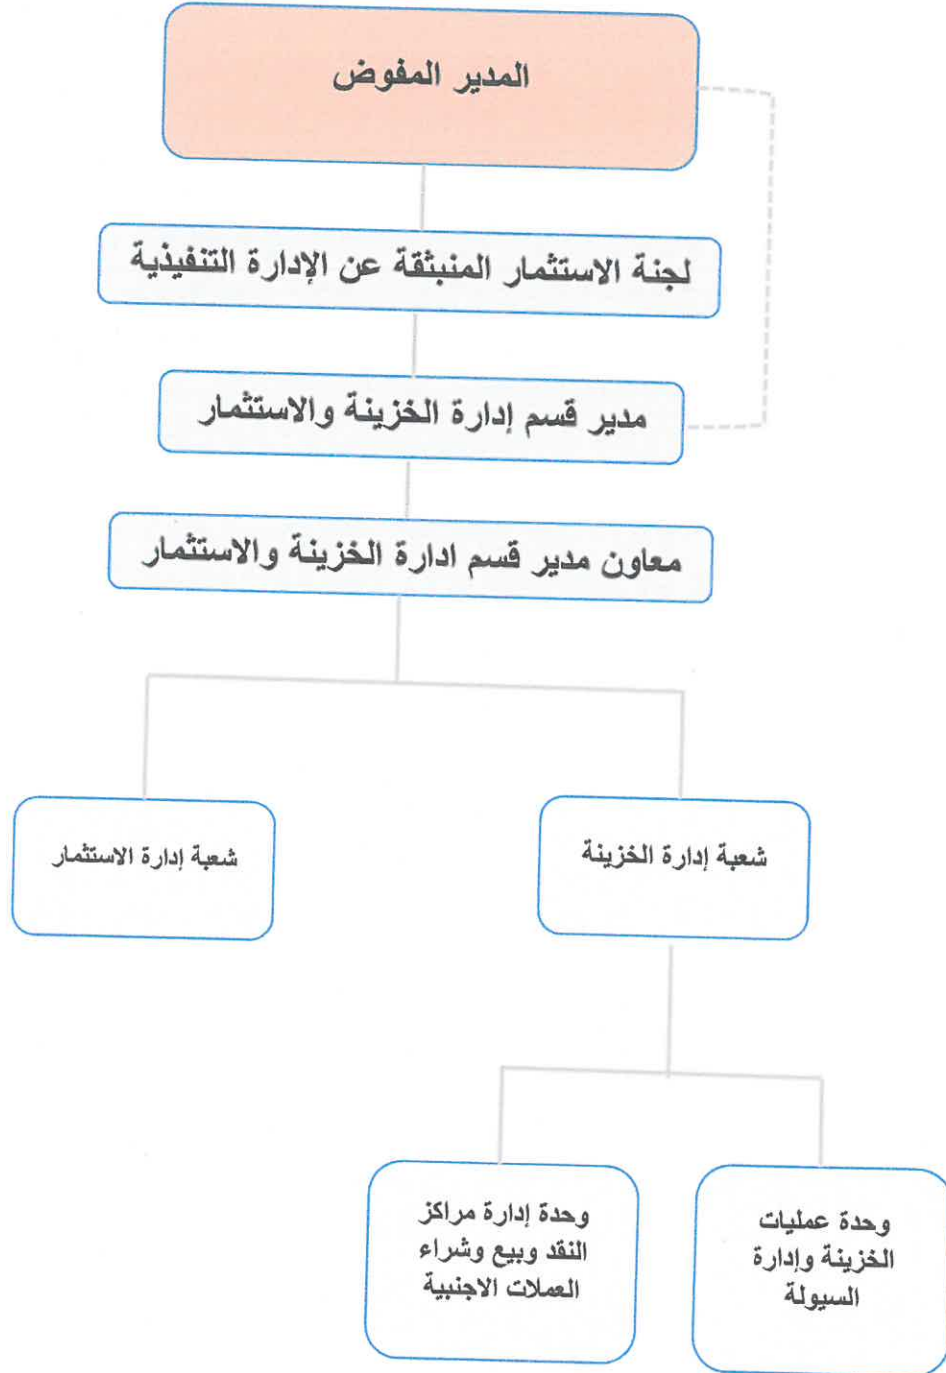 المدير المفوض
لجنة الاستثمار المنبثقة عن الإدارة التنفيذية
مدير قسم إدارة الخزينة والاستثمار
معاون مدير قسم ادارة الخزينة والاستثمار
شعبة إدارة الخزينة
شعبة إدارة الاستثمار
وحدة عمليات
الخزينة وإدارة
السيولة
وحدة إدارة مراكز
النقد وبيع وشراء
العملات الاجنبية